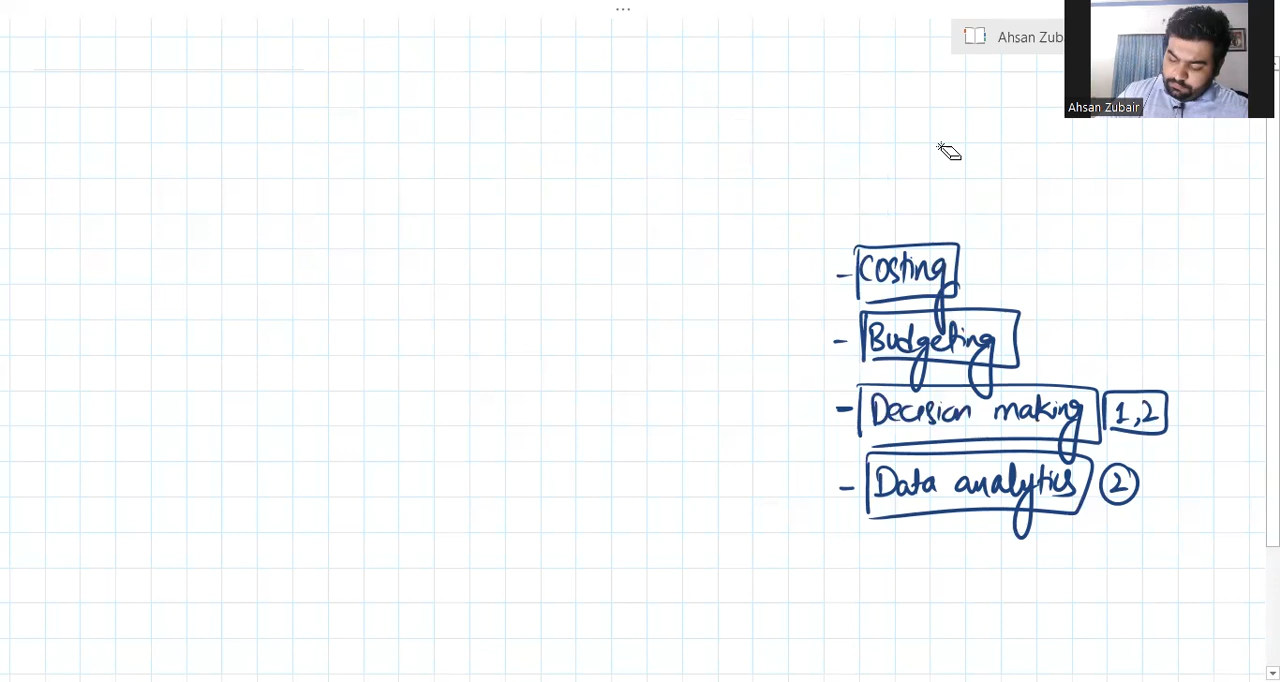 ...
Ahsan Zub
Ahsan Zubair
- Costing
- Budgeting
- Decision making 1,2
- Data analytics 2